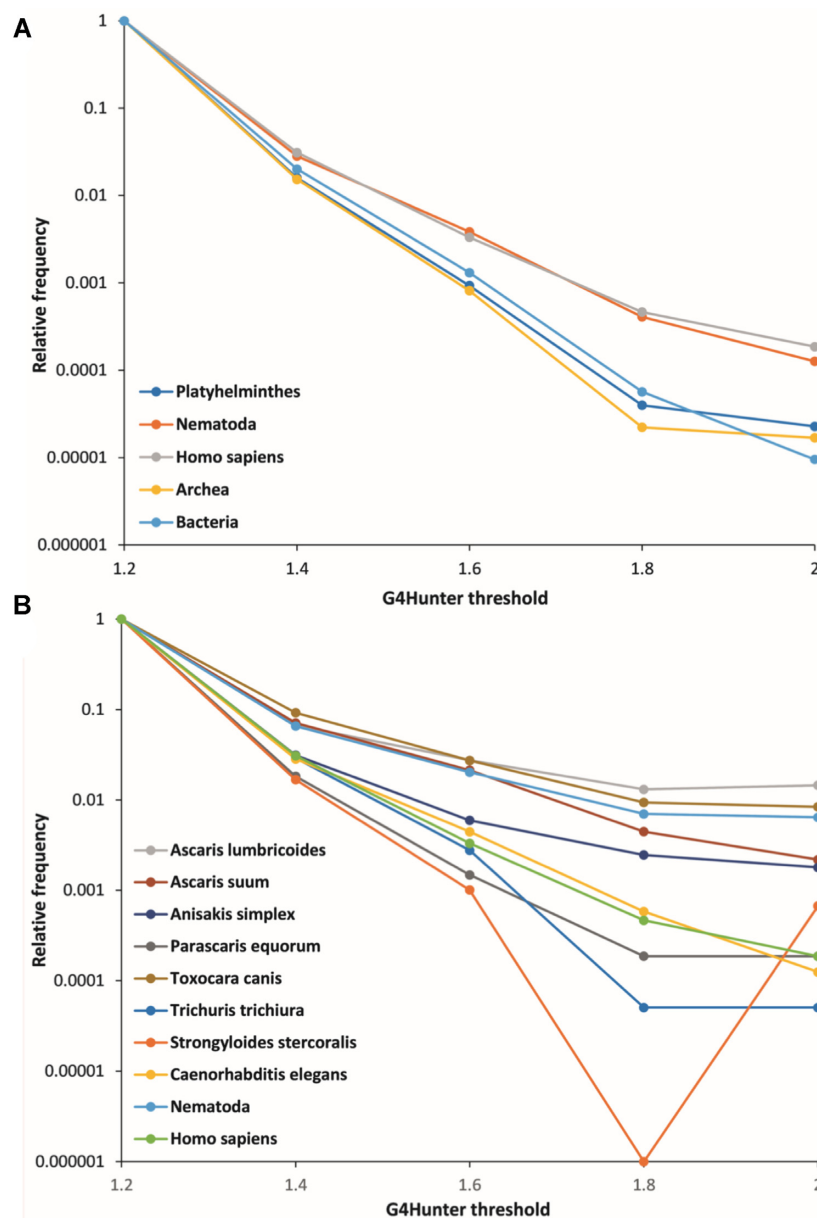 A
1
0.1
0.01
0.001
0.0001
0.00001
0.000001
Relative frequency
Platyhelminthes
Nematoda
Homo sapiens
Archea
Bacteria
1.2
1.4
1.6
1.8
2
G4Hunter threshold
B
1
0.1
0.01
0.001
0.0001
0.00001
0.000001
Relative frequency
Ascaris lumbricoides
Ascaris suum
Anisakis simplex
Parascaris equorum
Toxocara canis
Trichuris trichiura
Strongyloides stercoralis
Caenorhabditis elegans
Nematoda
Homo sapiens
1.2
1.4
1.6
1.8
2
G4Hunter threshold